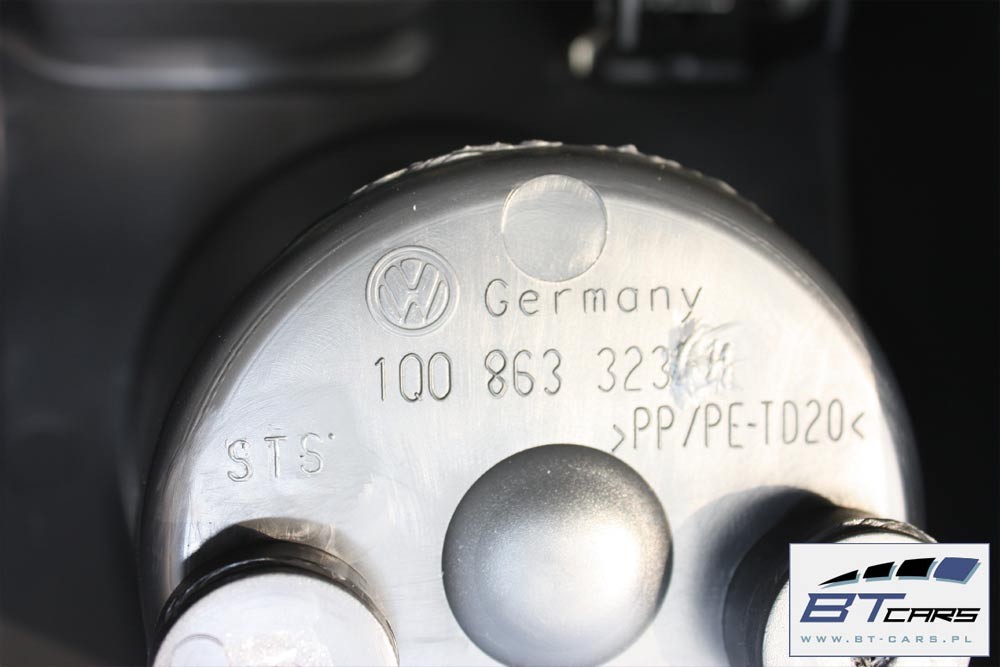 Germany
1Q0 863 323
>PP/PE-TD20<
STS
BT CARS
WWW.BT-CARS.PL